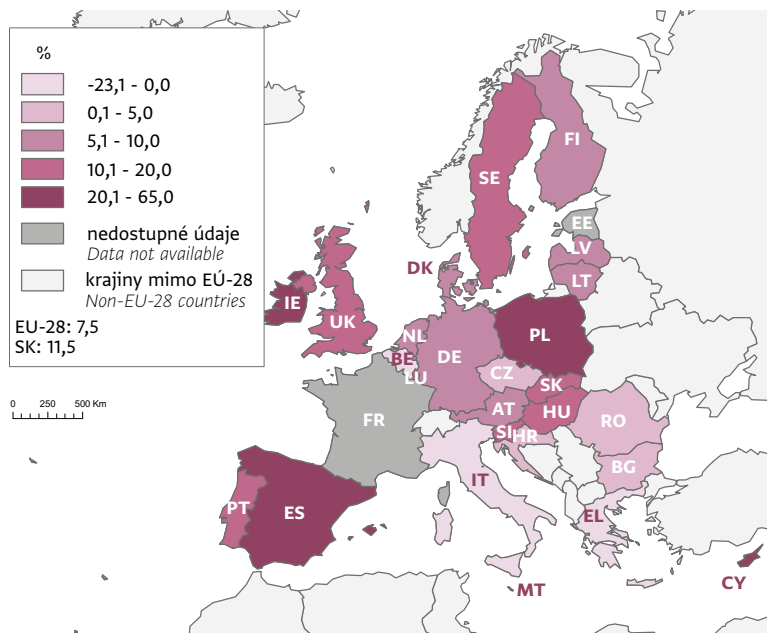 %
-23,1 - 0,0
0,1 - 5,0
5,1 - 10,0
10,1 - 20,0
20,1 - 65,0
nedostupné údaje
Data not available
krajiny mimo EÚ-28
Non-EU-28 countries
EU-28: 7,5
SK: 11,5
0 250 500 Km
FI
SE
EE
LV
DK
LT
IE
UK
NL
PL
DE
BE
LU
CZ
SK
AT
HU
FR
SI
HR
RO
BG
IT
PT
ES
EL
MT
CY